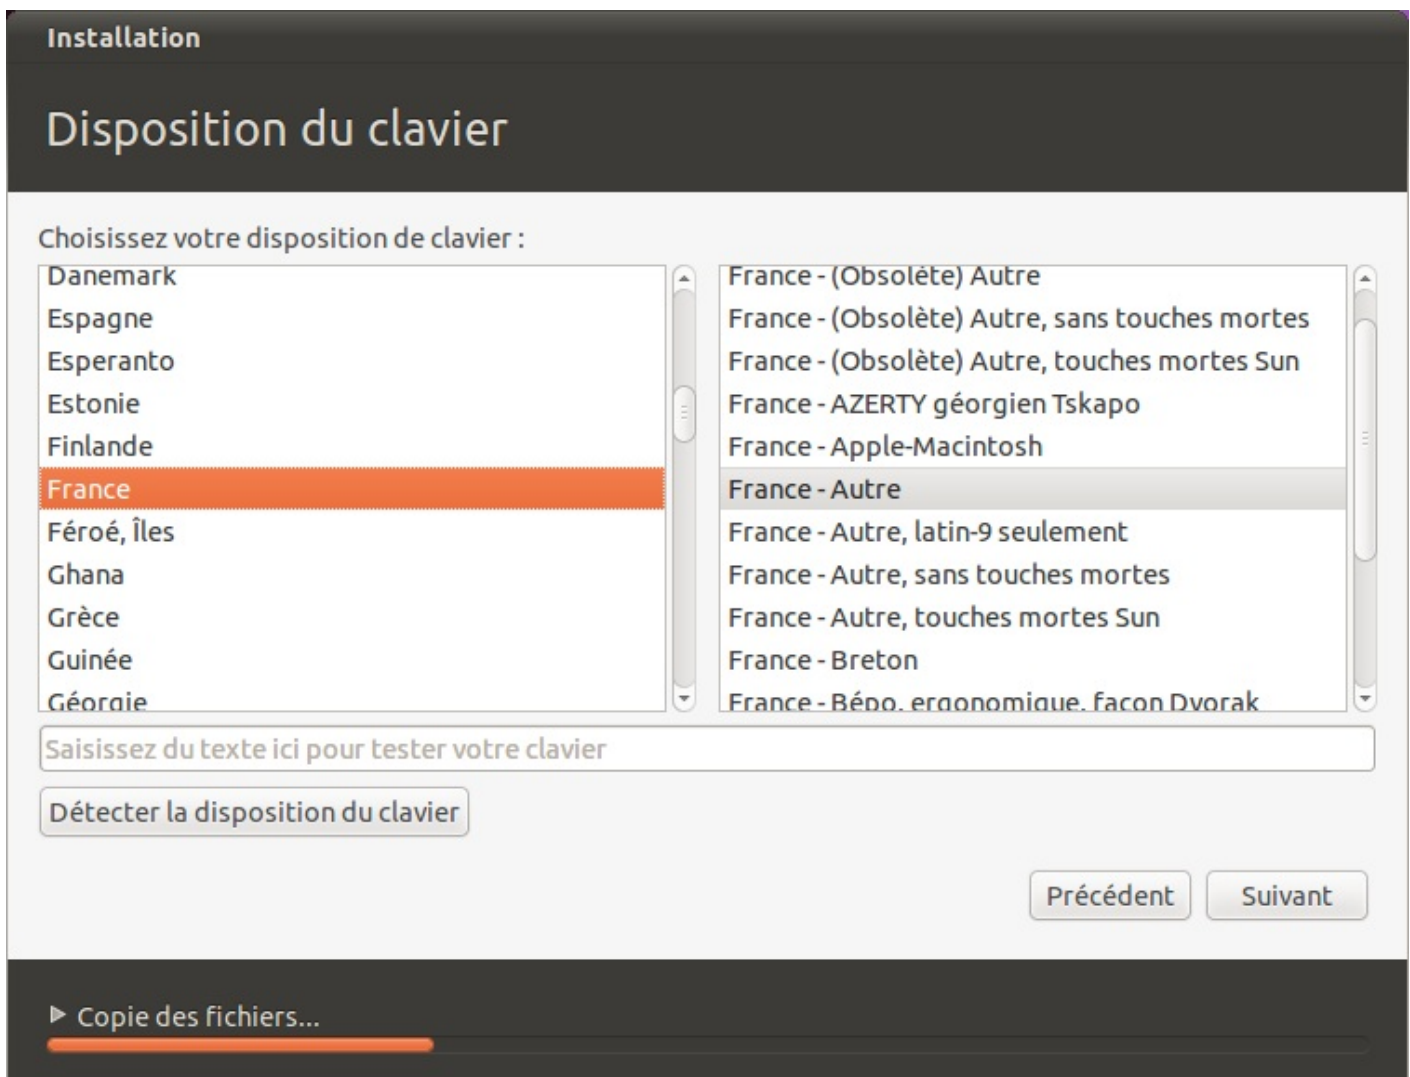 Installation
Disposition du clavier
Choisissez votre disposition de clavier :
Danemark
Espagne
Esperanto
Estonie
Finlande
France
Féroé, Îles
Ghana
Grèce
Guinée
Géorgie
France - (Obsolète) Autre
France - (Obsolète) Autre, sans touches mortes
France - (Obsolète) Autre, touches mortes Sun
France - AZERTY géorgien Tskapo
France - Apple-Macintosh
France - Autre
France - Autre, latin-9 seulement
France - Autre, sans touches mortes
France - Autre, touches mortes Sun
France - Breton
France - Bépo, ergonomique, façon Dvorak
Saisissez du texte ici pour tester votre clavier
Détecter la disposition du clavier
Précédent
Suivant
Copie des fichiers...